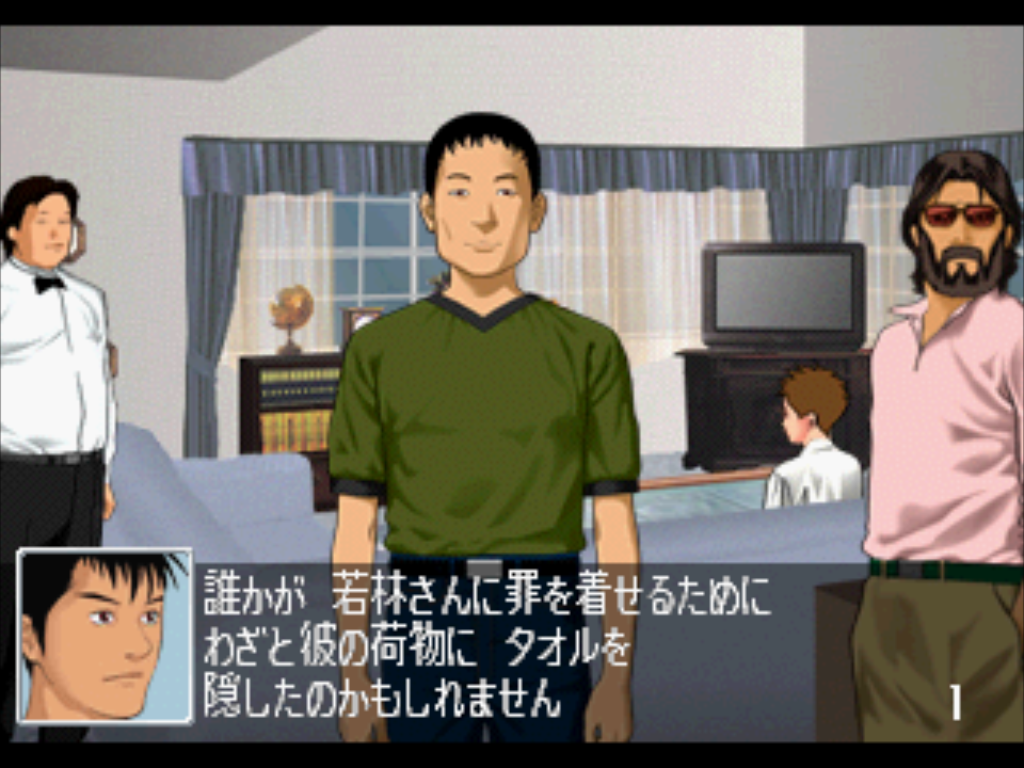 誰かが 若林さんに罪を着せるために
わざと彼の荷物に タオルを
隠したのかもしれません
1